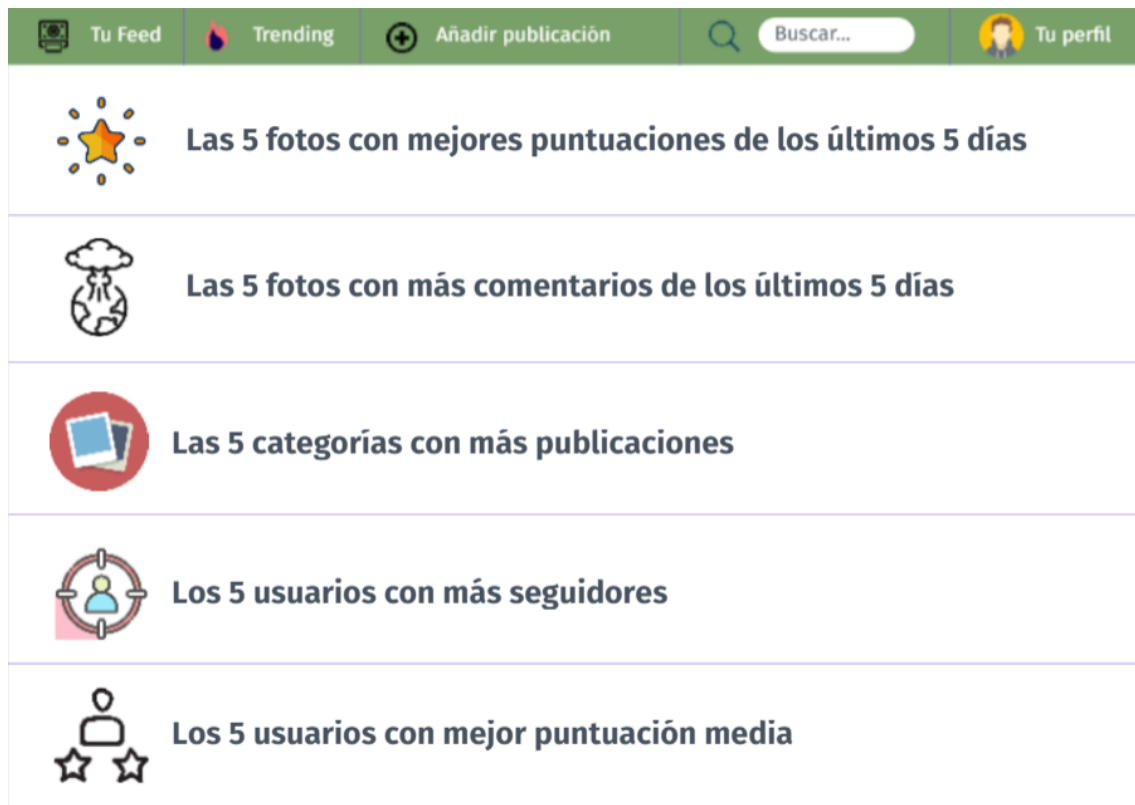 Tu Feed
Trending
Añadir publicación
Buscar...
Tu perfil
Las 5 fotos con mejores puntuaciones de los últimos 5 días
Las 5 fotos con más comentarios de los últimos 5 días
Las 5 categorías con más publicaciones
Los 5 usuarios con más seguidores
Los 5 usuarios con mejor puntuación media